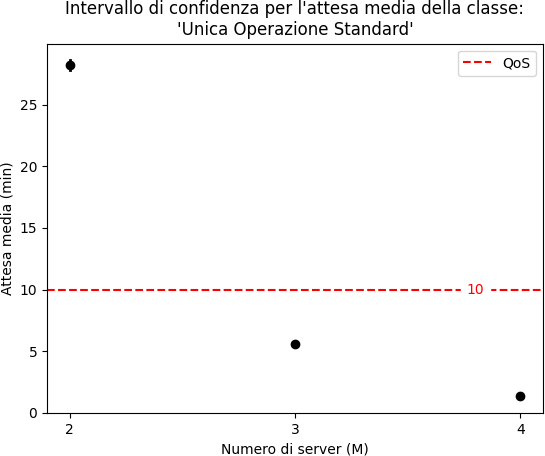 Intervallo di confidenza per l'attesa media della classe:
'Unica Operazione Standard'
QoS
Attesa media (min)
25
20
15
10
5
0
10
2
3
4
Numero di server (M)